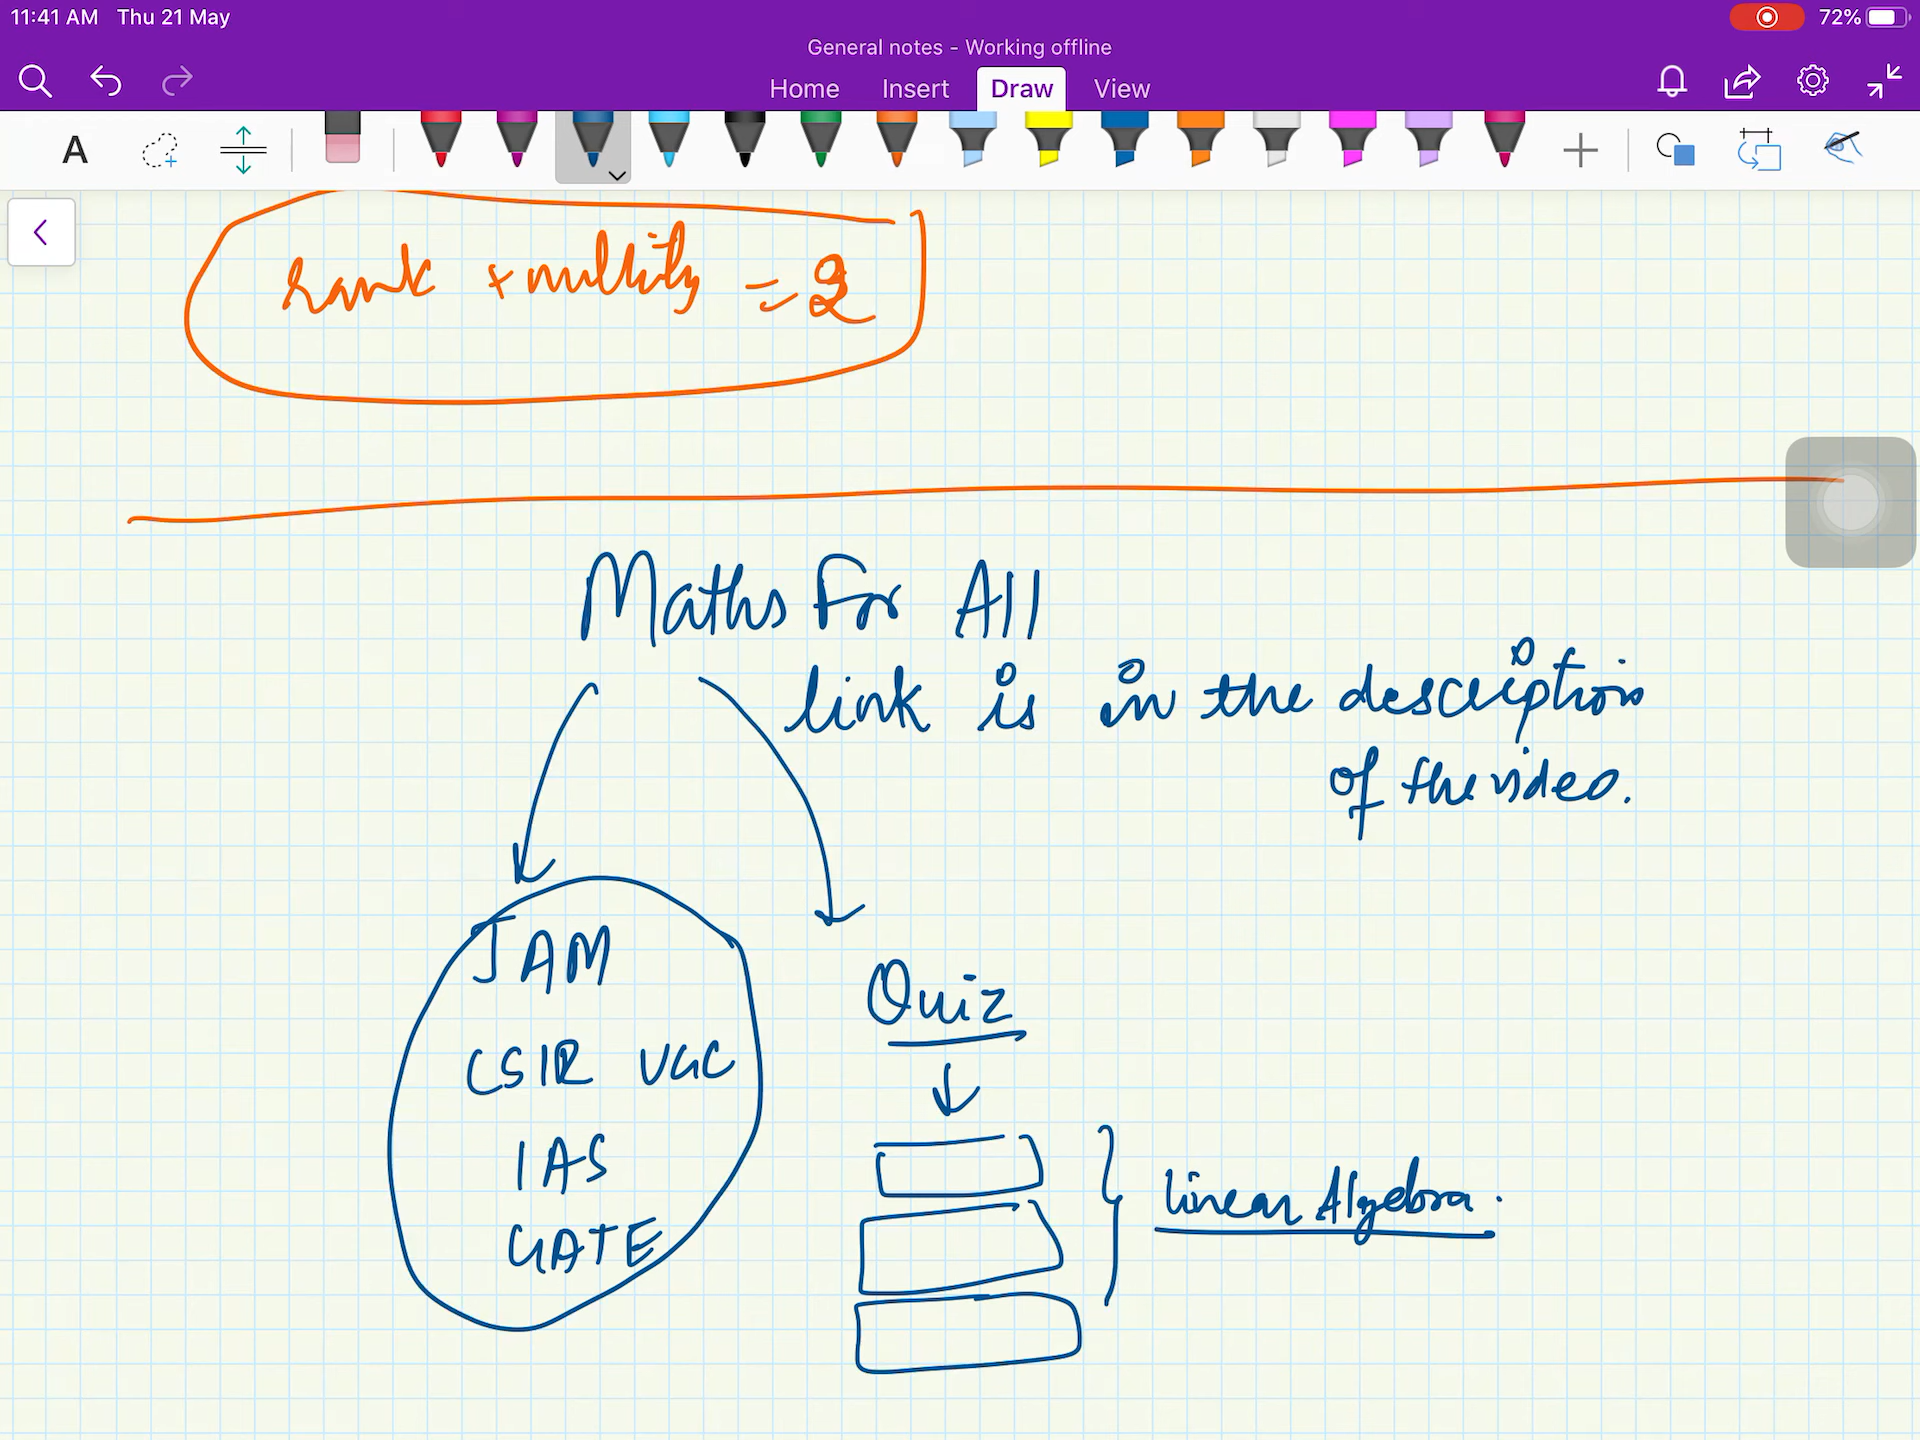 11:41 AM Thu 21 May
72%
General notes - Working offline
Home Insert Draw View
A
rank + nullity = 2
Maths For All
link is in the description
of the video.
JAM
CSIR UGC
IAS
GATE
Quiz
linear Algebra.